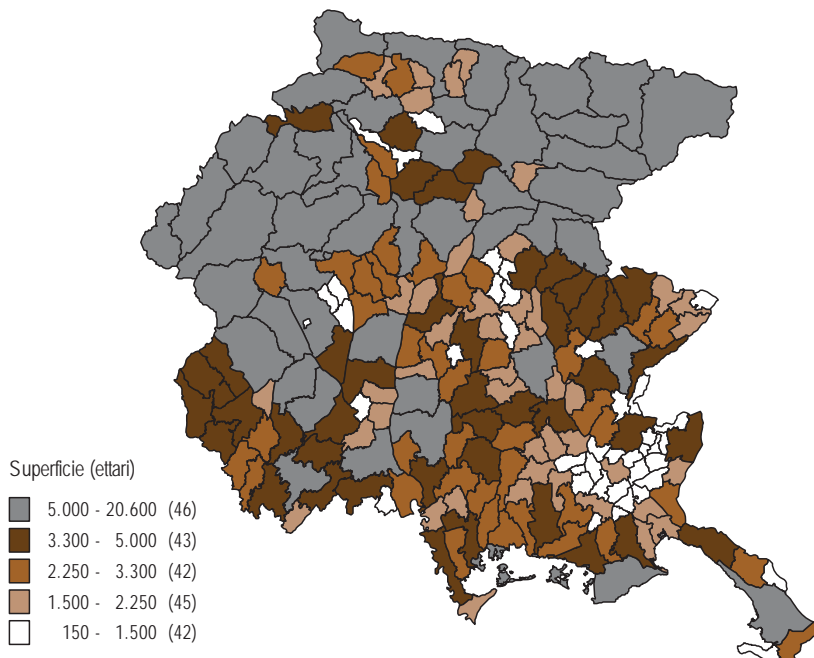 Superficie (ettari)
5.000 - 20.600 (46)
3.300 - 5.000 (43)
2.250 - 3.300 (42)
1.500 - 2.250 (45)
150 - 1.500 (42)